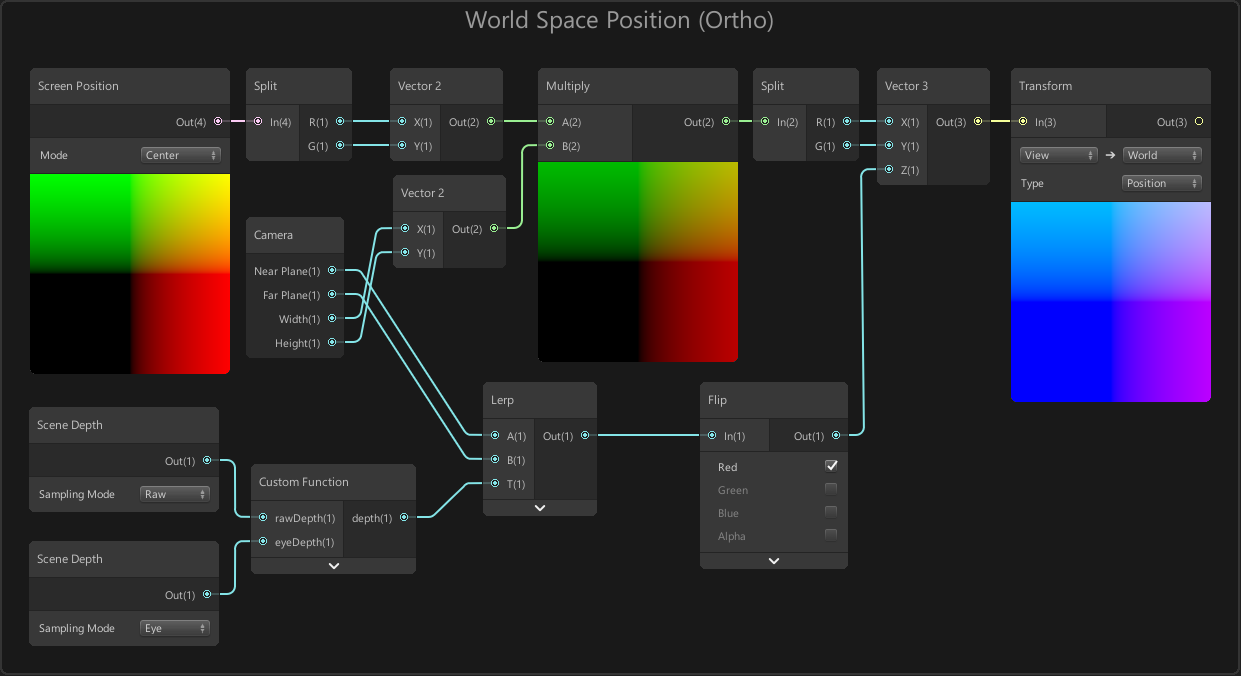 World Space Position (Ortho)
Screen Position
Out(4)
Mode
Center
Split
In(4)
R(1)
G(1)
Vector 2
X(1)
Out(2)
Y(1)
Multiply
A(2)
Out(2)
B(2)
Split
In(2)
R(1)
G(1)
Vector 3
X(1)
Out(3)
Y(1)
Z(1)
Transform
In(3)
Out(3)
View
World
Type
Position
Vector 2
X(1)
Out(2)
Y(1)
Camera
Near Plane(1)
Far Plane(1)
Width(1)
Height(1)
Lerp
A(1)
Out(1)
B(1)
T(1)
Flip
In(1)
Out(1)
Red
Green
Blue
Alpha
Scene Depth
Out(1)
Sampling Mode
Raw
Custom Function
rawDepth(1)
depth(1)
eyeDepth(1)
Scene Depth
Out(1)
Sampling Mode
Eye